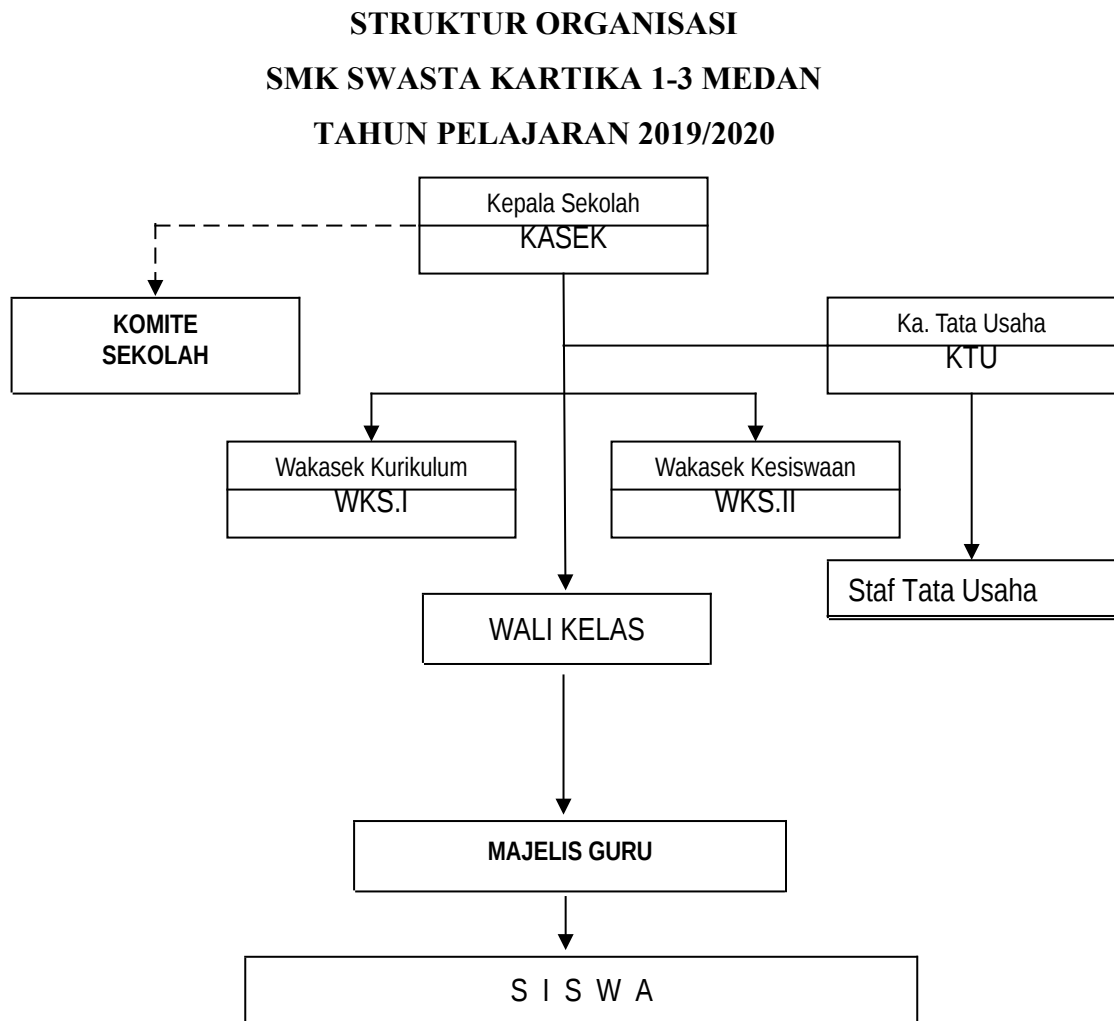 STRUKTUR ORGANISASI
SMK SWASTA KARTIKA 1-3 MEDAN
TAHUN PELAJARAN 2019/2020
Kepala Sekolah
KASEK
KOMITE
SEKOLAH
Ka. Tata Usaha
KTU
Wakasek Kurikulum
WKS.I
Wakasek Kesiswaan
WKS.II
Staf Tata Usaha
WALI KELAS
MAJELIS GURU
S I S W A